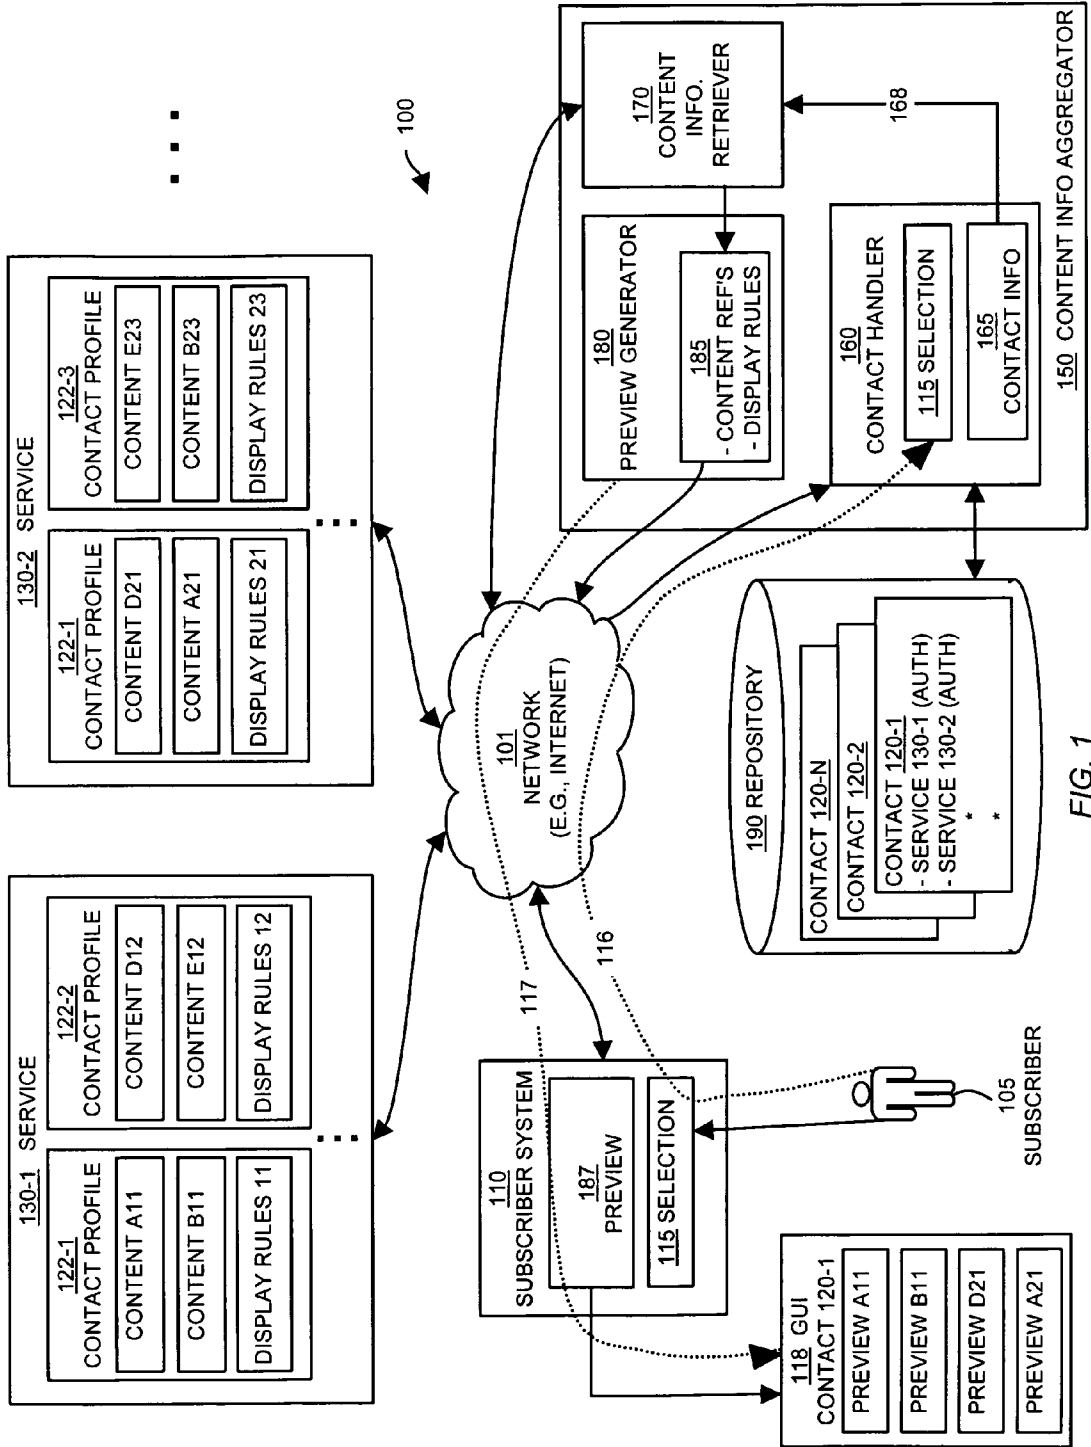 130-1 SERVICE
122-1
CONTACT PROFILE
CONTENT A11
CONTENT B11
DISPLAY RULES 11
122-2
CONTACT PROFILE
CONTENT D12
CONTENT E12
DISPLAY RULES 12
130-2 SERVICE
122-1
CONTACT PROFILE
CONTENT D21
CONTENT A21
DISPLAY RULES 21
122-3
CONTACT PROFILE
CONTENT E23
CONTENT B23
DISPLAY RULES 23
100
110
SUBSCRIBER SYSTEM
187
PREVIEW
115 SELECTION
117
116
101
NETWORK
(E.G., INTERNET)
180
PREVIEW GENERATOR
185
- CONTENT REF'S
- DISPLAY RULES
170
CONTENT
INFO.
RETRIEVER
168
160
CONTACT HANDLER
115 SELECTION
165
CONTACT INFO
150 CONTENT INFO AGGREGATOR
118 GUI
CONTACT 120-1
PREVIEW A11
PREVIEW B11
PREVIEW D21
PREVIEW A21
105
SUBSCRIBER
190 REPOSITORY
CONTACT 120-N
CONTACT 120-2
CONTACT 120-1
- SERVICE 130-1 (AUTH)
- SERVICE 130-2 (AUTH)
*
*
FIG. 1